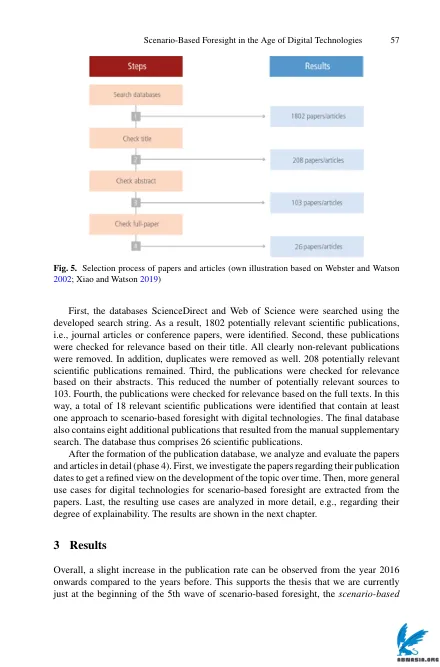 Scenario-Based Foresight in the Age of Digital Technologies 57
Steps Results
Search databases
1 1802 papers/articles
Check title
2 208 papers/articles
Check abstract
3 103 papers/articles
Check full-paper
4 26 papers/articles
Fig. 5. Selection process of papers and articles (own illustration based on Webster and Watson
2002; Xiao and Watson 2019)
First, the databases ScienceDirect and Web of Science were searched using the
developed search string. As a result, 1802 potentially relevant scientific publications,
i.e., journal articles or conference papers, were identified. Second, these publications
were checked for relevance based on their title. All clearly non-relevant publications
were removed. In addition, duplicates were removed as well. 208 potentially relevant
scientific publications remained. Third, the publications were checked for relevance
based on their abstracts. This reduced the number of potentially relevant sources to
103. Fourth, the publications were checked for relevance based on the full texts. In this
way, a total of 18 relevant scientific publications were identified that contain at least
one approach to scenario-based foresight with digital technologies. The final database
also contains eight additional publications that resulted from the manual supplementary
search. The database thus comprises 26 scientific publications.
After the formation of the publication database, we analyze and evaluate the papers
and articles in detail (phase 4). First, we investigate the papers regarding their publication
dates to get a refined view on the development of the topic over time. Then, more general
use cases for digital technologies for scenario-based foresight are extracted from the
papers. Last, the resulting use cases are analyzed in more detail, e.g., regarding their
degree of explainability. The results are shown in the next chapter.
3 Results
Overall, a slight increase in the publication rate can be observed from the year 2016
onwards compared to the years before. This supports the thesis that we are currently
just at the beginning of the 5th wave of scenario-based foresight, the scenario-based